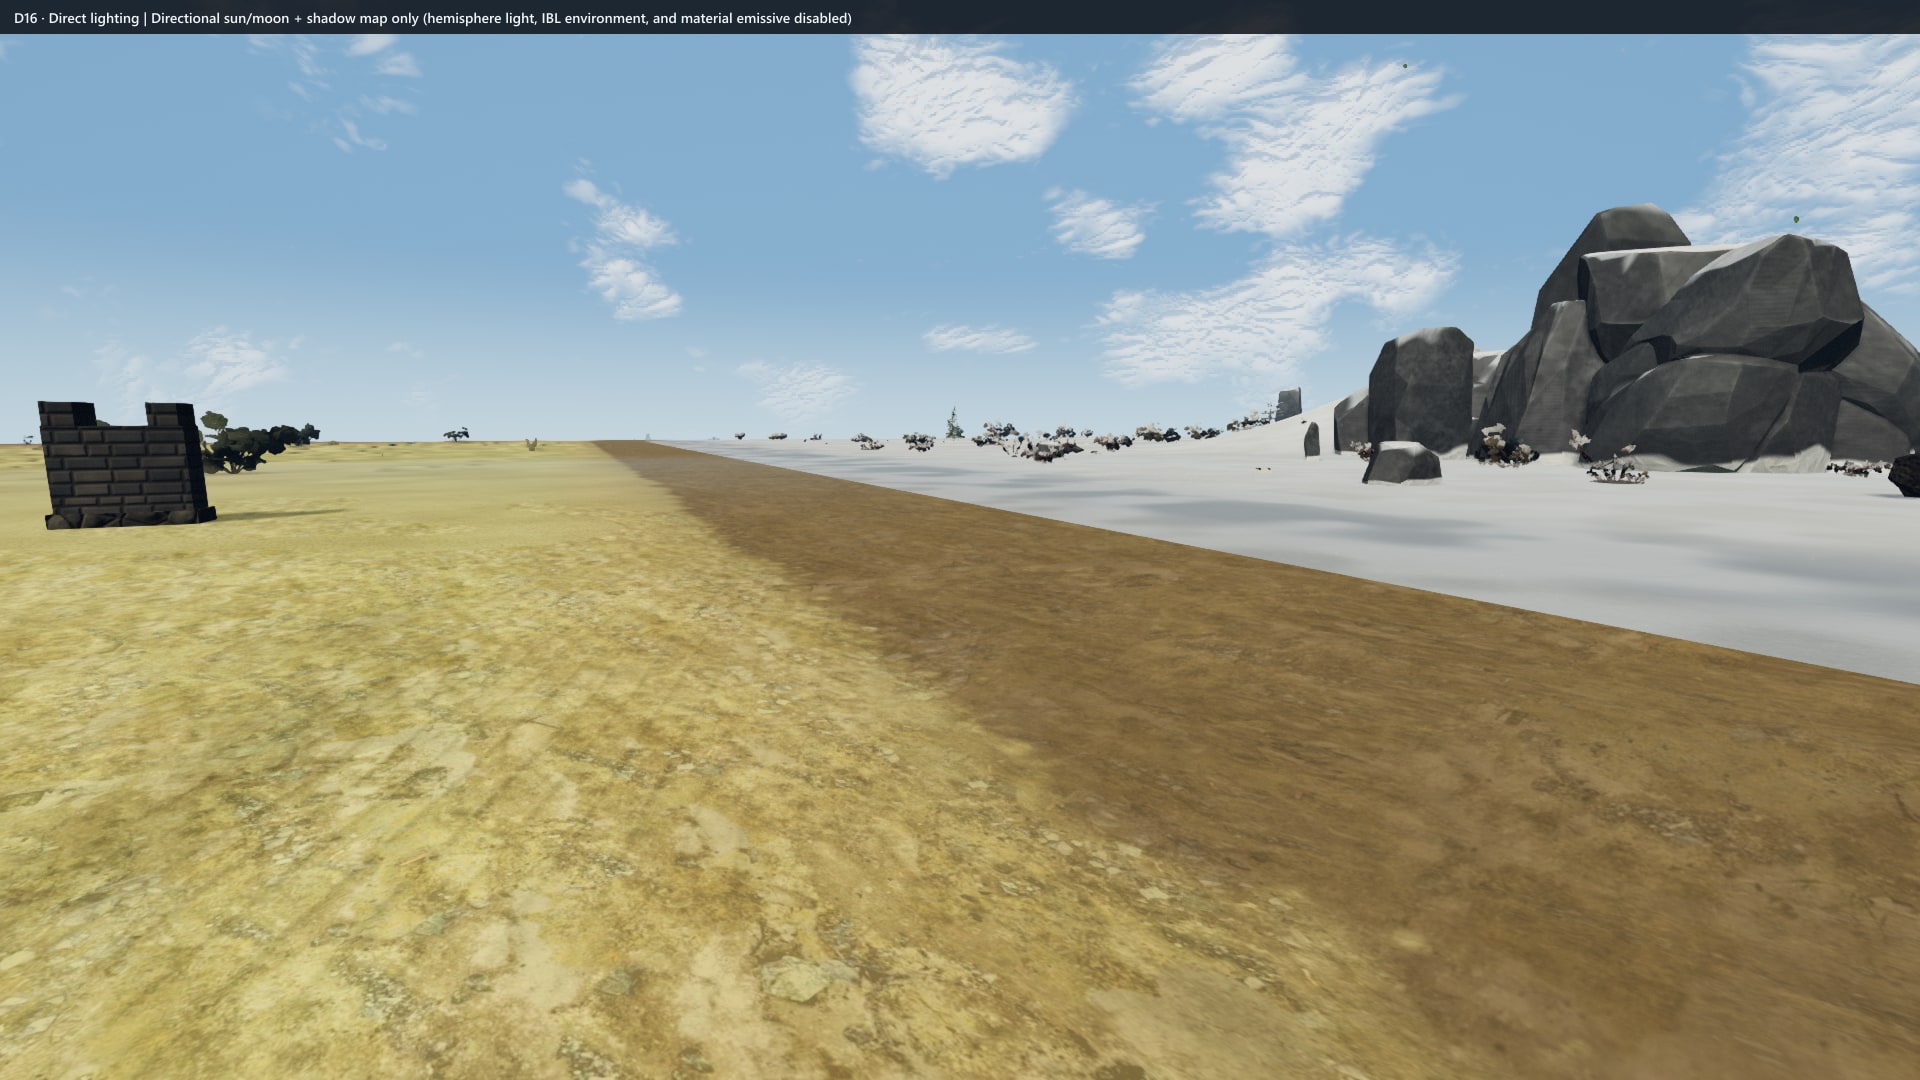 D16 · Direct lighting | Directional sun/moon + shadow map only (hemisphere light, IBL environment, and material emissive disabled)